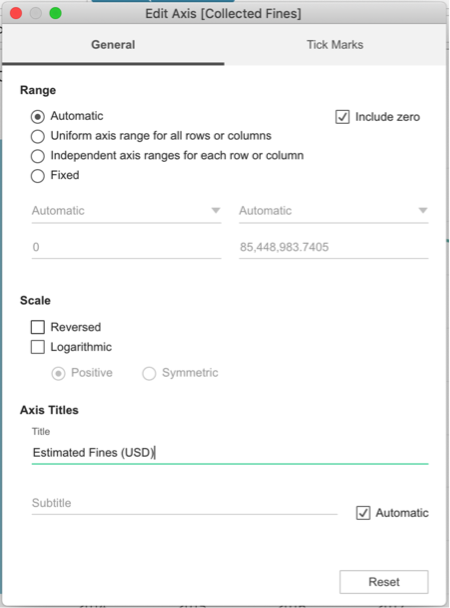 Edit Axis [Collected Fines]
General Tick Marks
Range
Automatic Include zero
Uniform axis range for all rows or columns
Independent axis ranges for each row or column
Fixed
Automatic Automatic
0 85,448,983.7405
Scale
Reversed
Logarithmic
Positive Symmetric
Axis Titles
Title
Estimated Fines (USD)
Subtitle
Automatic
Reset